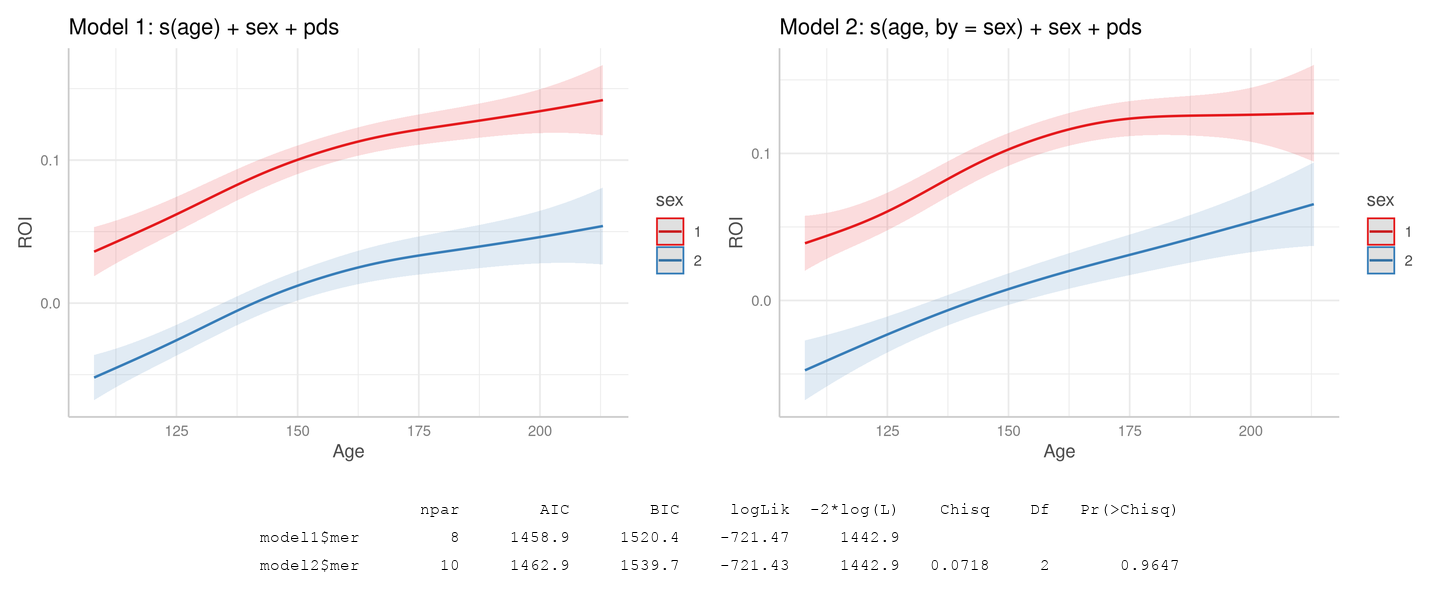 Model 1: s(age) + sex + pds
ROI
0.1
0.0
125 150 175 200
Age
sex
1
2
Model 2: s(age, by = sex) + sex + pds
ROI
0.1
0.0
125 150 175 200
Age
sex
1
2
npar AIC BIC logLik -2*log(L) Chisq Df Pr(>Chisq)
model1$mer 8 1458.9 1520.4 -721.47 1442.9
model2$mer 10 1462.9 1539.7 -721.43 1442.9 0.0718 2 0.9647